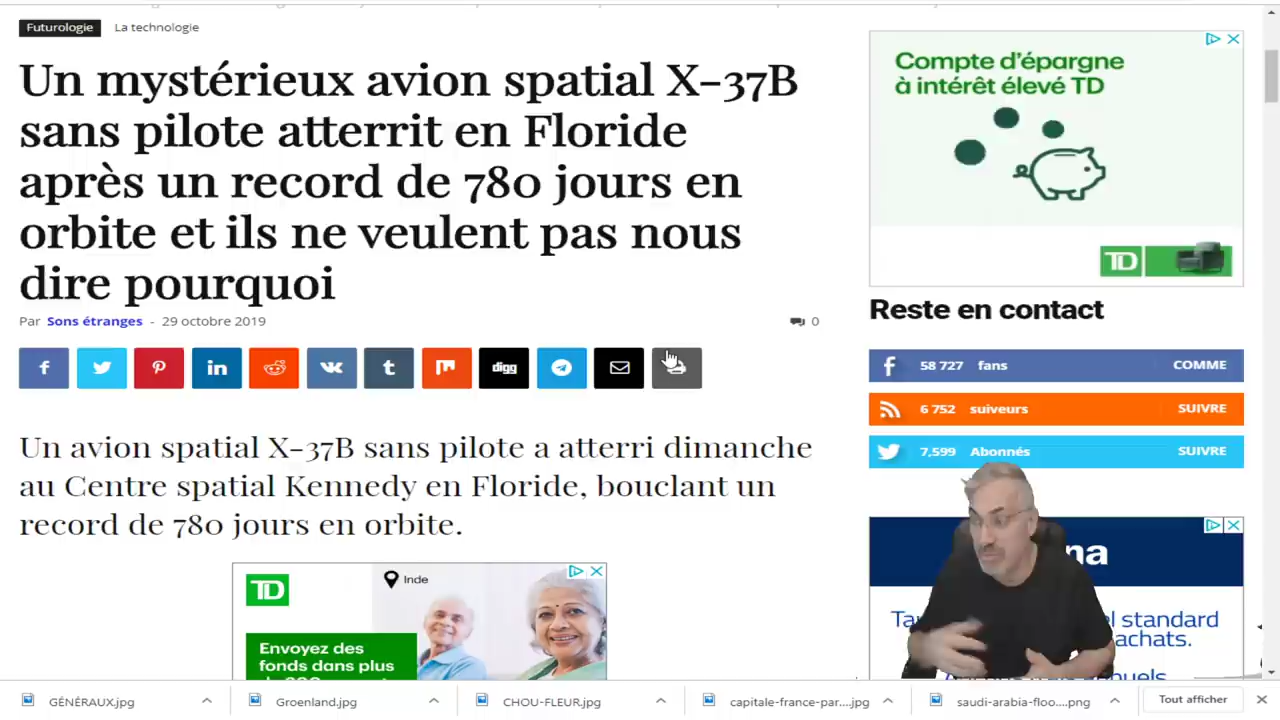 Futurologie La technologie
Un mystérieux avion spatial X-37B
sans pilote atterrit en Floride
après un record de 780 jours en
orbite et ils ne veulent pas nous
dire pourquoi
Par Sons étranges - 29 octobre 2019
0
digg
Un avion spatial X-37B sans pilote a atterri dimanche
au Centre spatial Kennedy en Floride, bouclant un
record de 780 jours en orbite.
TD
Inde
Envoyez des
fonds dans plus
Compte d'épargne
à intérêt élevé TD
TD
Reste en contact
58 727 fans COMME
6 752 suiveurs SUIVRE
7,599 Abonnés SUIVRE
na
el standard
achats.
GÉNÉRAUX.jpg
Groenland.jpg
CHOU-FLEUR.jpg
capitale-france-par....jpg
saudi-arabia-floo....png
Tout afficher